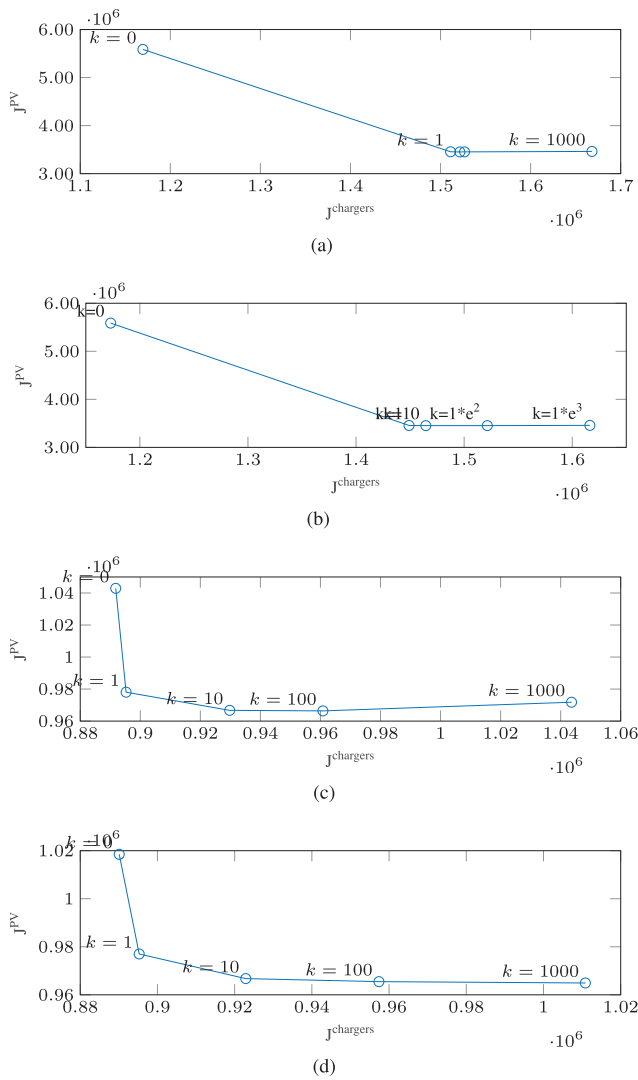 ·10^6
6.00
k = 0
5.00
J^PV
4.00
k = 1
k = 1000
3.00
1.1
1.2
1.3
1.4
1.5
1.6
1.7
J^chargers
·10^6
(a)
·10^6
6.00
k=0
5.00
J^PV
4.00
k=10
k=1*e^2
k=1*e^3
3.00
1.2
1.3
1.4
1.5
1.6
J^chargers
·10^6
(b)
·10^6
k = 0
1.04
1.02
J^PV
1
k = 1
0.98
k = 10
k = 100
k = 1000
0.96
0.88
0.9
0.92
0.94
0.96
0.98
1
1.02
1.04
1.06
J^chargers
·10^6
(c)
·10^6
k = 0
1.02
1
J^PV
k = 1
0.98
k = 10
k = 100
k = 1000
0.96
0.88
0.9
0.92
0.94
0.96
0.98
1
1.02
J^chargers
·10^6
(d)